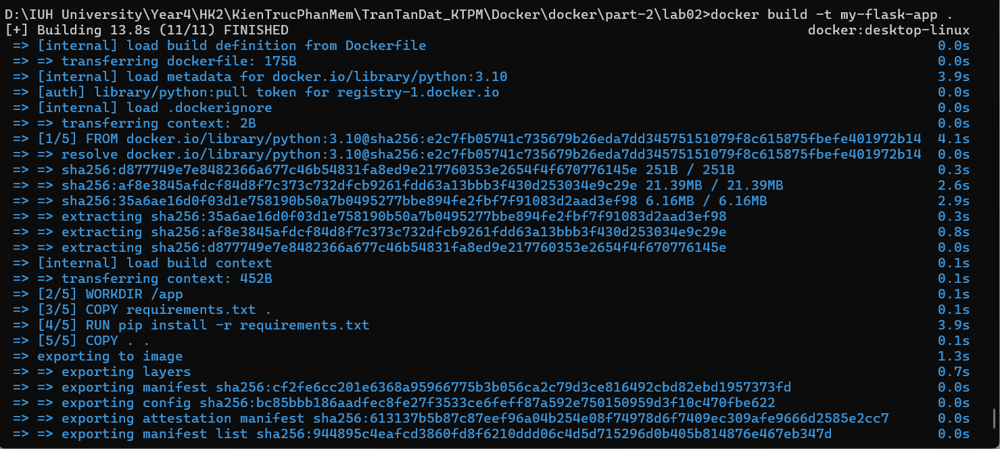 D:\IUH University\Year4\HK2\KienTrucPhanMem\TranTanDat_KTPM\Docker\docker\part-2\lab02>docker build -t my-flask-app .
[+] Building 13.8s (11/11) FINISHED docker:desktop-linux
=> [internal] load build definition from Dockerfile 0.0s
=> => transferring dockerfile: 175B 0.0s
=> [internal] load metadata for docker.io/library/python:3.10 3.9s
=> [auth] library/python:pull token for registry-1.docker.io 0.0s
=> [internal] load .dockerignore 0.0s
=> => transferring context: 2B 0.0s
=> [1/5] FROM docker.io/library/python:3.10@sha256:e2c7fb05741c735679b26eda7dd34575151079f8c615875fbefe401972b14 4.1s
=> => resolve docker.io/library/python:3.10@sha256:e2c7fb05741c735679b26eda7dd34575151079f8c615875fbefe401972b14 0.0s
=> => sha256:d877749e7e8482366a677c46b54831fa8ed9e217760353e2654f4f670776145e 251B / 251B 0.3s
=> => sha256:af8e3845afdcf84d8f7c373c732dfcb9261fdd63a13bbb3f430d253034e9c29e 21.39MB / 21.39MB 2.6s
=> => sha256:35a6ae16d0f03d1e758190b50a7b0495277bbe894fe2fbf7f91083d2aad3ef98 6.16MB / 6.16MB 2.9s
=> => extracting sha256:35a6ae16d0f03d1e758190b50a7b0495277bbe894fe2fbf7f91083d2aad3ef98 0.3s
=> => extracting sha256:af8e3845afdcf84d8f7c373c732dfcb9261fdd63a13bbb3f430d253034e9c29e 0.8s
=> => extracting sha256:d877749e7e8482366a677c46b54831fa8ed9e217760353e2654f4f670776145e 0.0s
=> [internal] load build context 0.1s
=> => transferring context: 452B 0.1s
=> [2/5] WORKDIR /app 0.1s
=> [3/5] COPY requirements.txt . 0.1s
=> [4/5] RUN pip install -r requirements.txt 3.9s
=> [5/5] COPY . . 0.1s
=> exporting to image 1.3s
=> => exporting layers 0.7s
=> => exporting manifest sha256:cf2fe6cc201e6368a95966775b3b056ca2c79d3ce816492cbd82ebd1957373fd 0.0s
=> => exporting config sha256:bc85bbb186aadfec8fe27f3533ce6feff87a592e750150959d3f10c470fbe622 0.0s
=> => exporting attestation manifest sha256:613137b5b87c87eef96a04b254e08f74978d6f7409ec309afe9666d2585e2cc7 0.0s
=> => exporting manifest list sha256:944895c4eafcd3860fd8f6210ddd06c4d5d715296d0b405b814876e467eb347d 0.0s